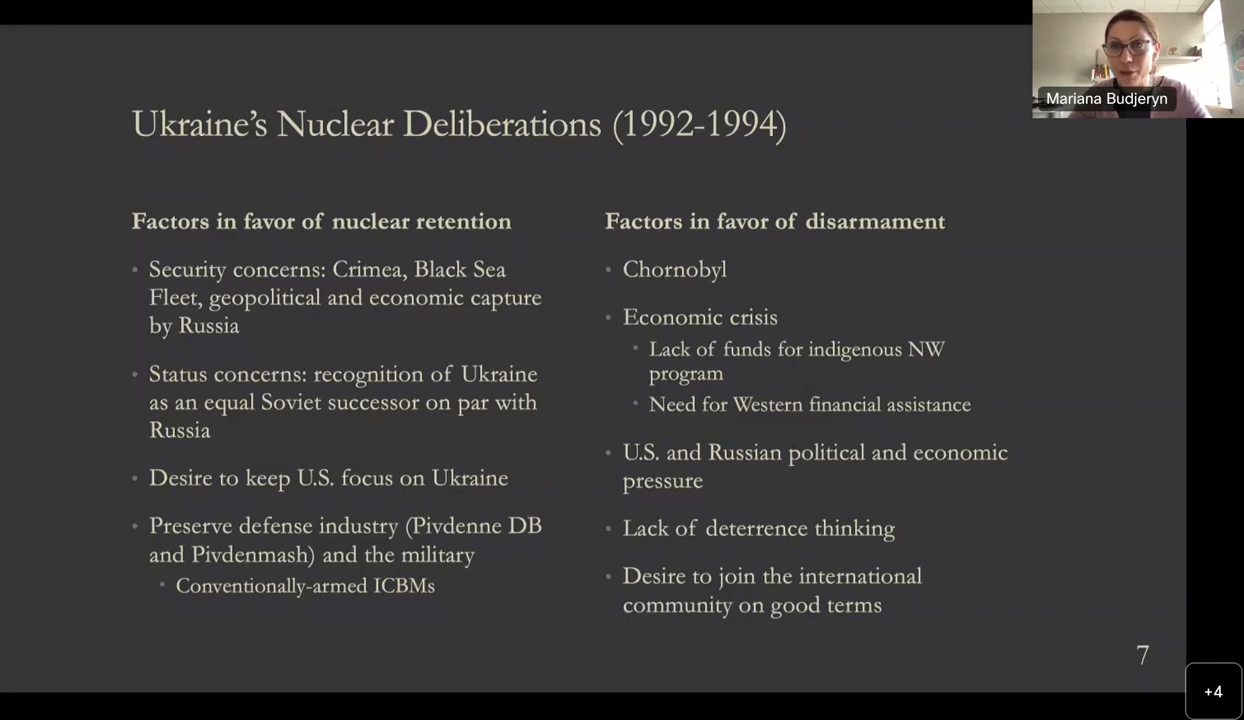 Mariana Budjeryn
Ukraine’s Nuclear Deliberations (1992-1994)
Factors in favor of nuclear retention
• Security concerns: Crimea, Black Sea
Fleet, geopolitical and economic capture
by Russia
• Status concerns: recognition of Ukraine
as an equal Soviet successor on par with
Russia
• Desire to keep U.S. focus on Ukraine
• Preserve defense industry (Pivdenne DB
and Pivdenmash) and the military
• Conventionally-armed ICBMs
Factors in favor of disarmament
• Chornobyl
• Economic crisis
• Lack of funds for indigenous NW
program
• Need for Western financial assistance
• U.S. and Russian political and economic
pressure
• Lack of deterrence thinking
• Desire to join the international
community on good terms
7
+4